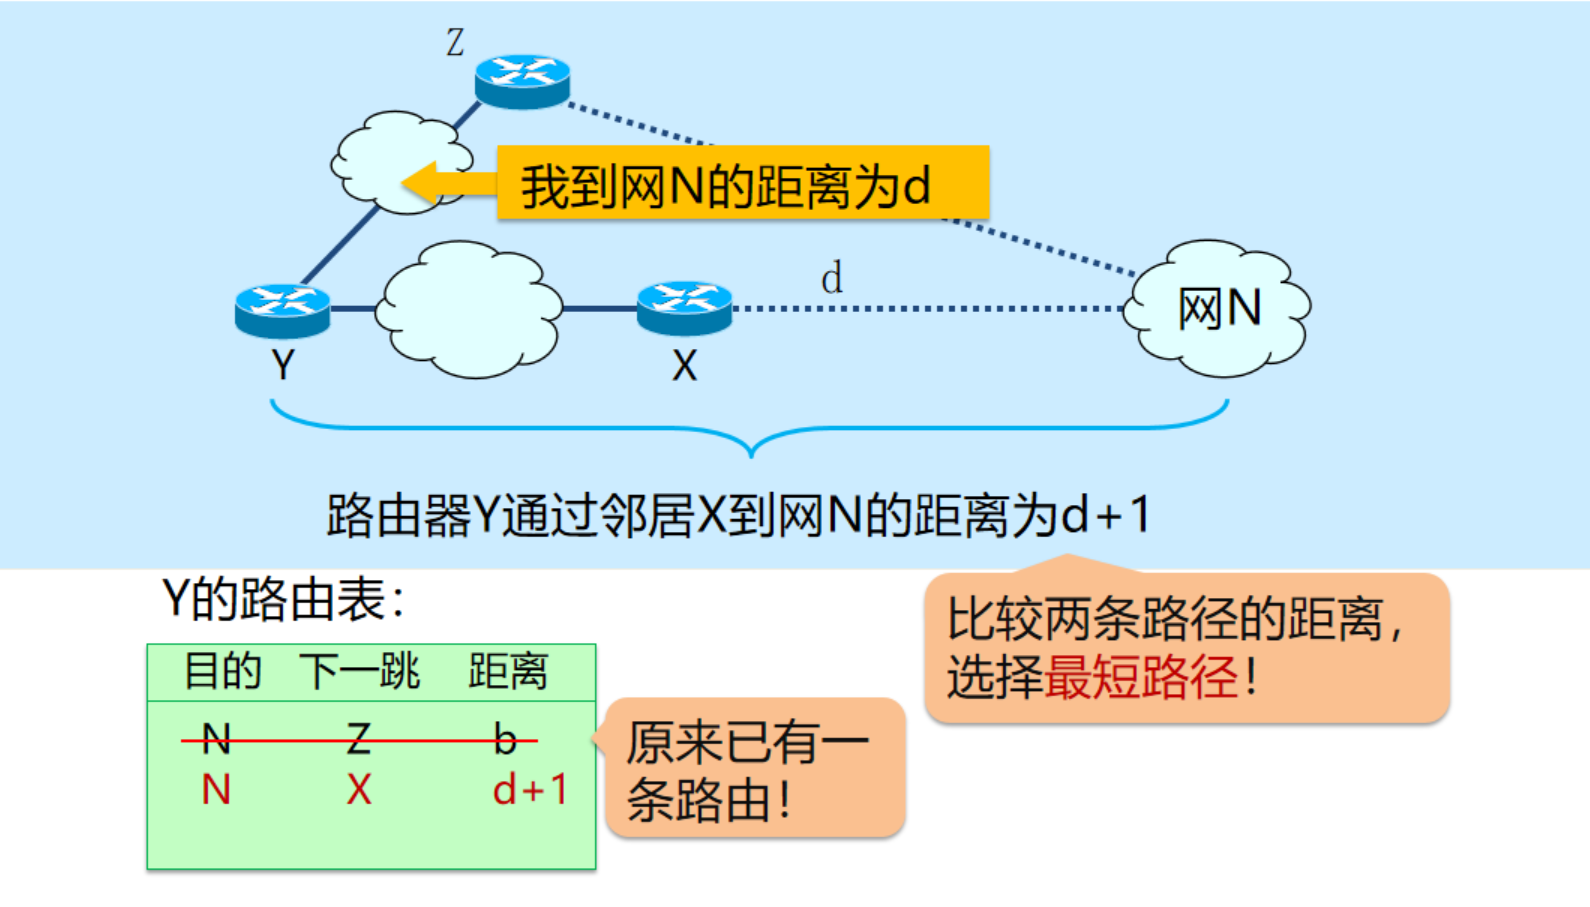 Z
我到网N的距离为d
d
网N
Y
X
路由器Y通过邻居X到网N的距离为d+1
Y的路由表：
比较两条路径的距离，
选择最短路径！
目的 下一跳 距离
N Z b
N X d+1
原来已有一
条路由！